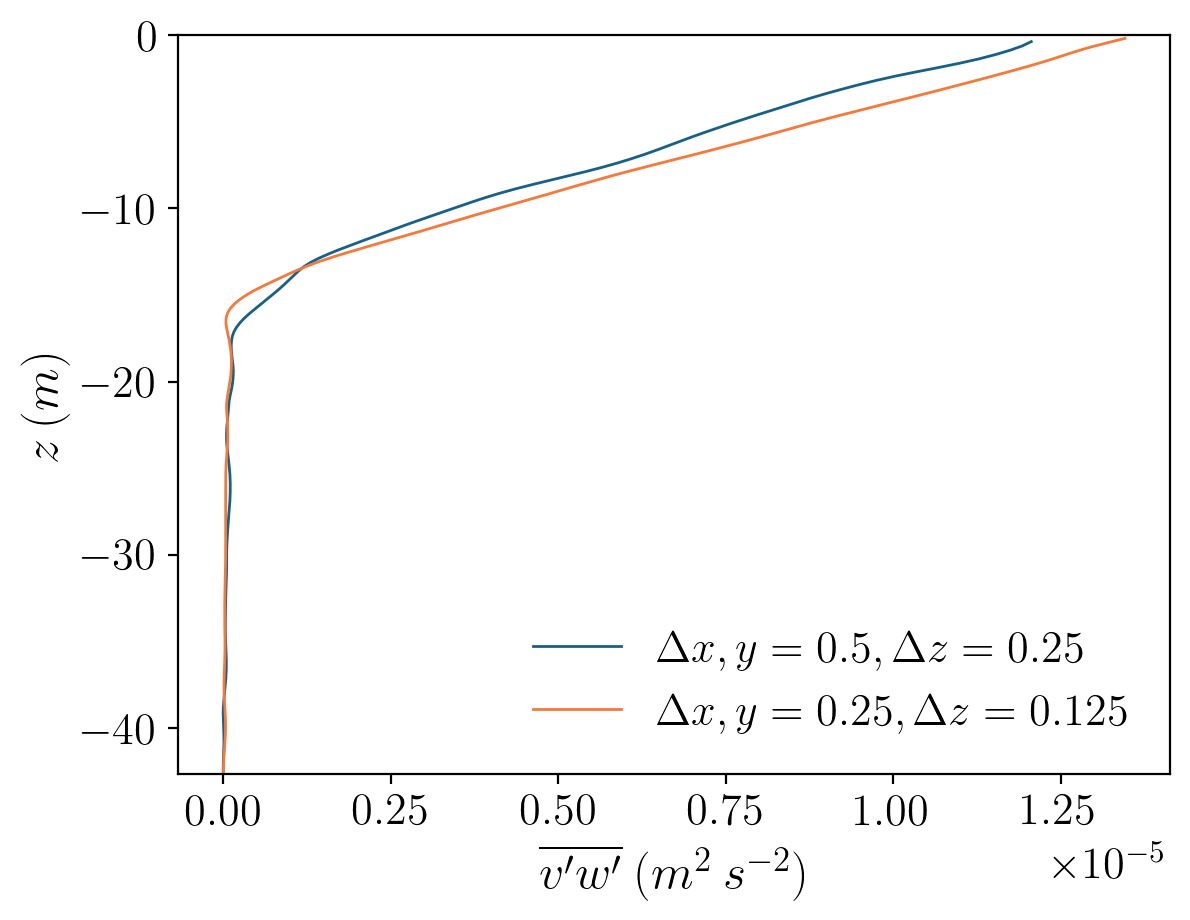 0
−10
−20
−30
−40
z (m)
Δx, y = 0.5, Δz = 0.25
Δx, y = 0.25, Δz = 0.125
0.00 0.25 0.50 0.75 1.00 1.25
×10⁻⁵
v̅′̅w̅′̅ (m² s⁻²)